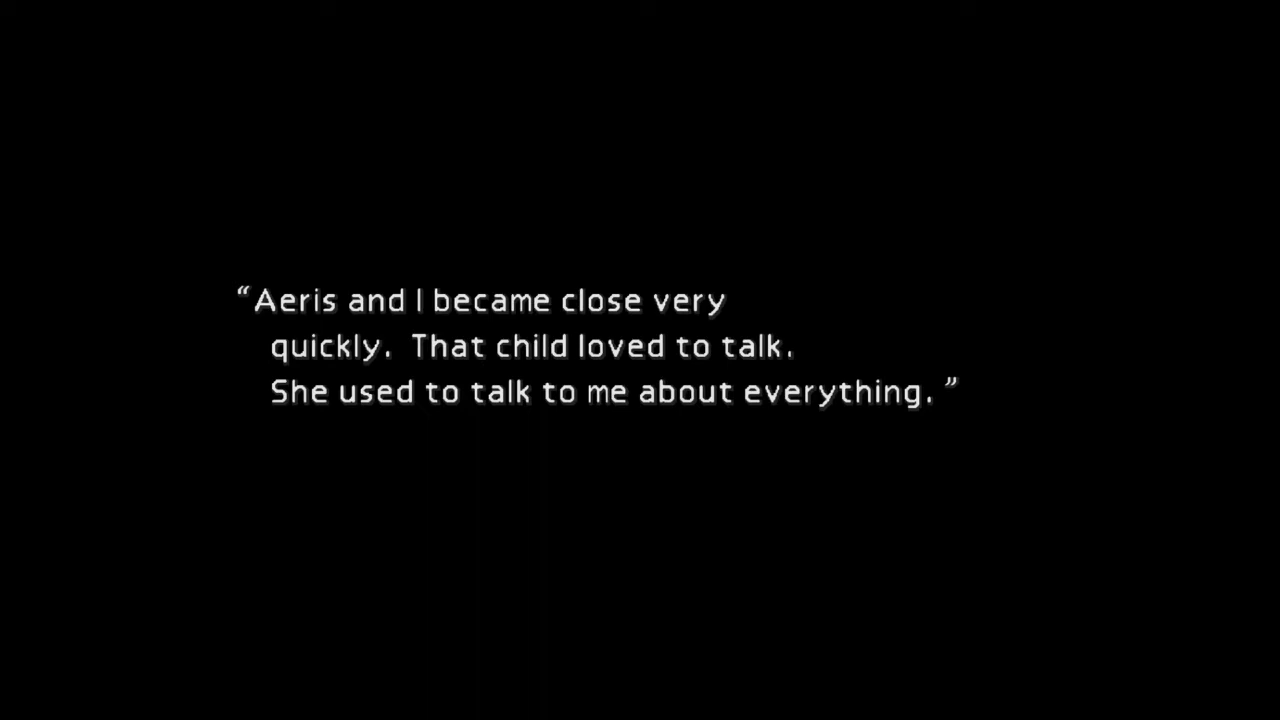 “Aeris and I became close very
quickly. That child loved to talk.
She used to talk to me about everything.”